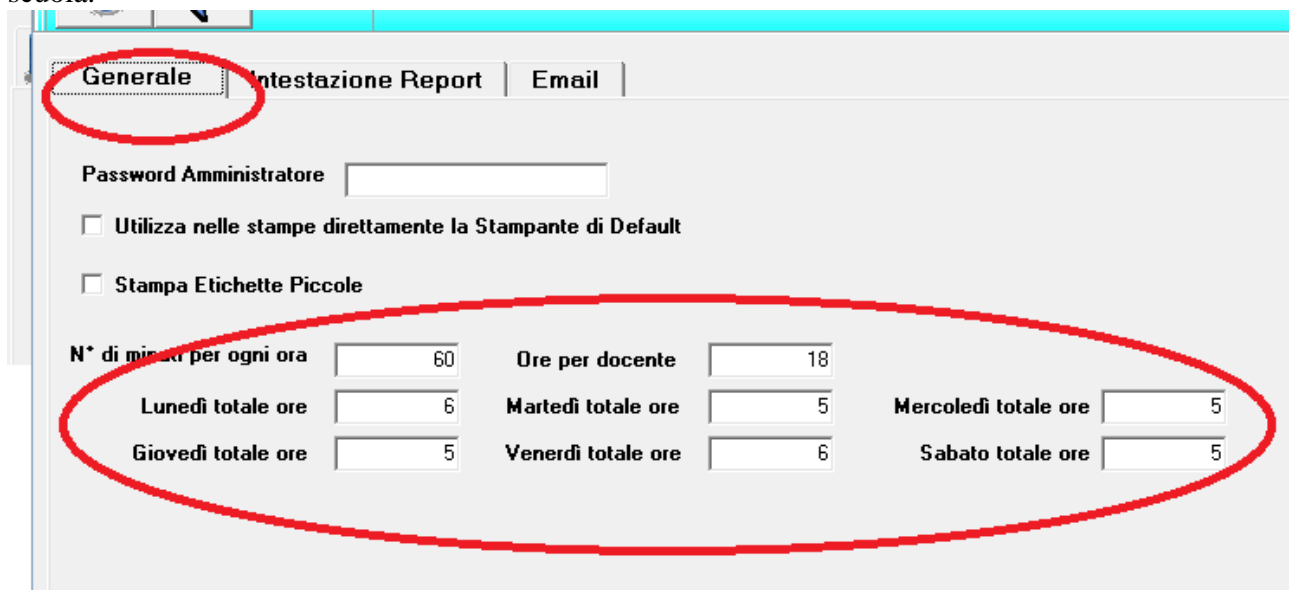 scuola.
Generale Intestazione Report Email
Password Amministratore
Utilizza nelle stampe direttamente la Stampante di Default
Stampa Etichette Piccole
N° di minuti per ogni ora 60 Ore per docente 18
Lunedì totale ore 6 Martedì totale ore 5 Mercoledì totale ore 5
Giovedì totale ore 5 Venerdì totale ore 6 Sabato totale ore 5